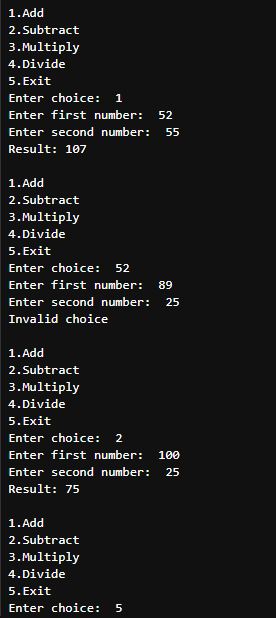 1.Add
2.Subtract
3.Multiply
4.Divide
5.Exit
Enter choice:  1
Enter first number:  52
Enter second number:  55
Result: 107

1.Add
2.Subtract
3.Multiply
4.Divide
5.Exit
Enter choice:  52
Enter first number:  89
Enter second number:  25
Invalid choice

1.Add
2.Subtract
3.Multiply
4.Divide
5.Exit
Enter choice:  2
Enter first number:  100
Enter second number:  25
Result: 75

1.Add
2.Subtract
3.Multiply
4.Divide
5.Exit
Enter choice:  5